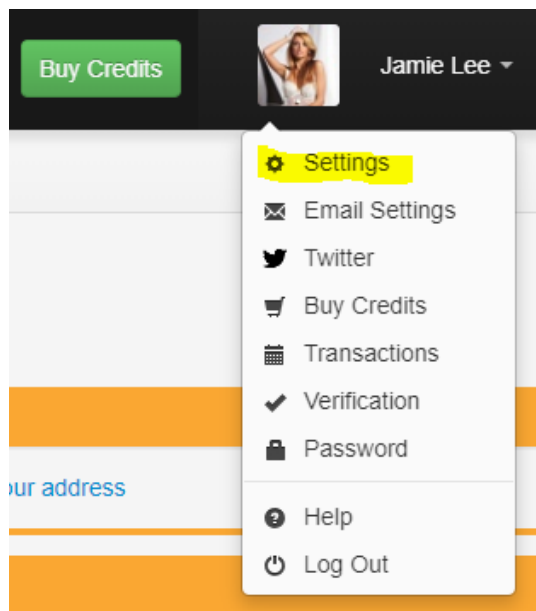 Buy Credits
Jamie Lee
Settings
Email Settings
Twitter
Buy Credits
Transactions
Verification
Password
our address
Help
Log Out